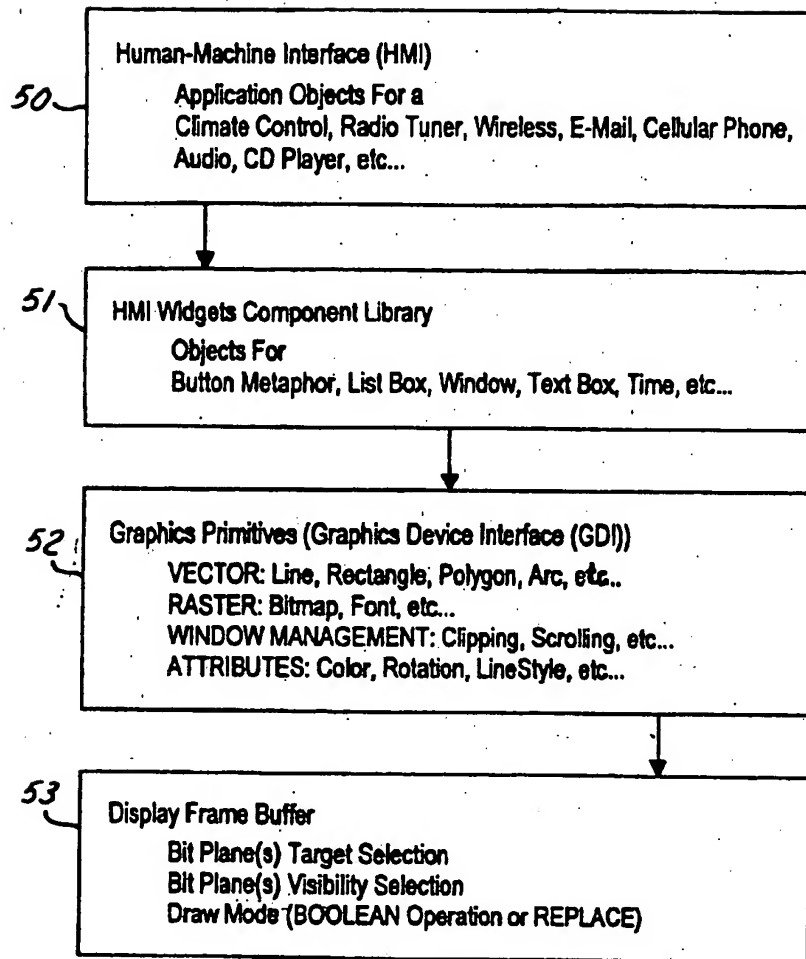 Human-Machine Interface (HMI)
50
Application Objects For a
Climate Control, Radio Tuner, Wireless, E-Mail, Cellular Phone,
Audio, CD Player, etc...
51
HMI Widgets Component Library
Objects For
Button Metaphor, List Box, Window, Text Box, Time, etc...
52
Graphics Primitives (Graphics Device Interface (GDI))
VECTOR: Line, Rectangle, Polygon, Arc, etc..
RASTER: Bitmap, Font, etc...
WINDOW MANAGEMENT: Clipping, Scrolling, etc...
ATTRIBUTES: Color, Rotation, LineStyle, etc...
53
Display Frame Buffer
Bit Plane(s) Target Selection
Bit Plane(s) Visibility Selection
Draw Mode (BOOLEAN Operation or REPLACE)